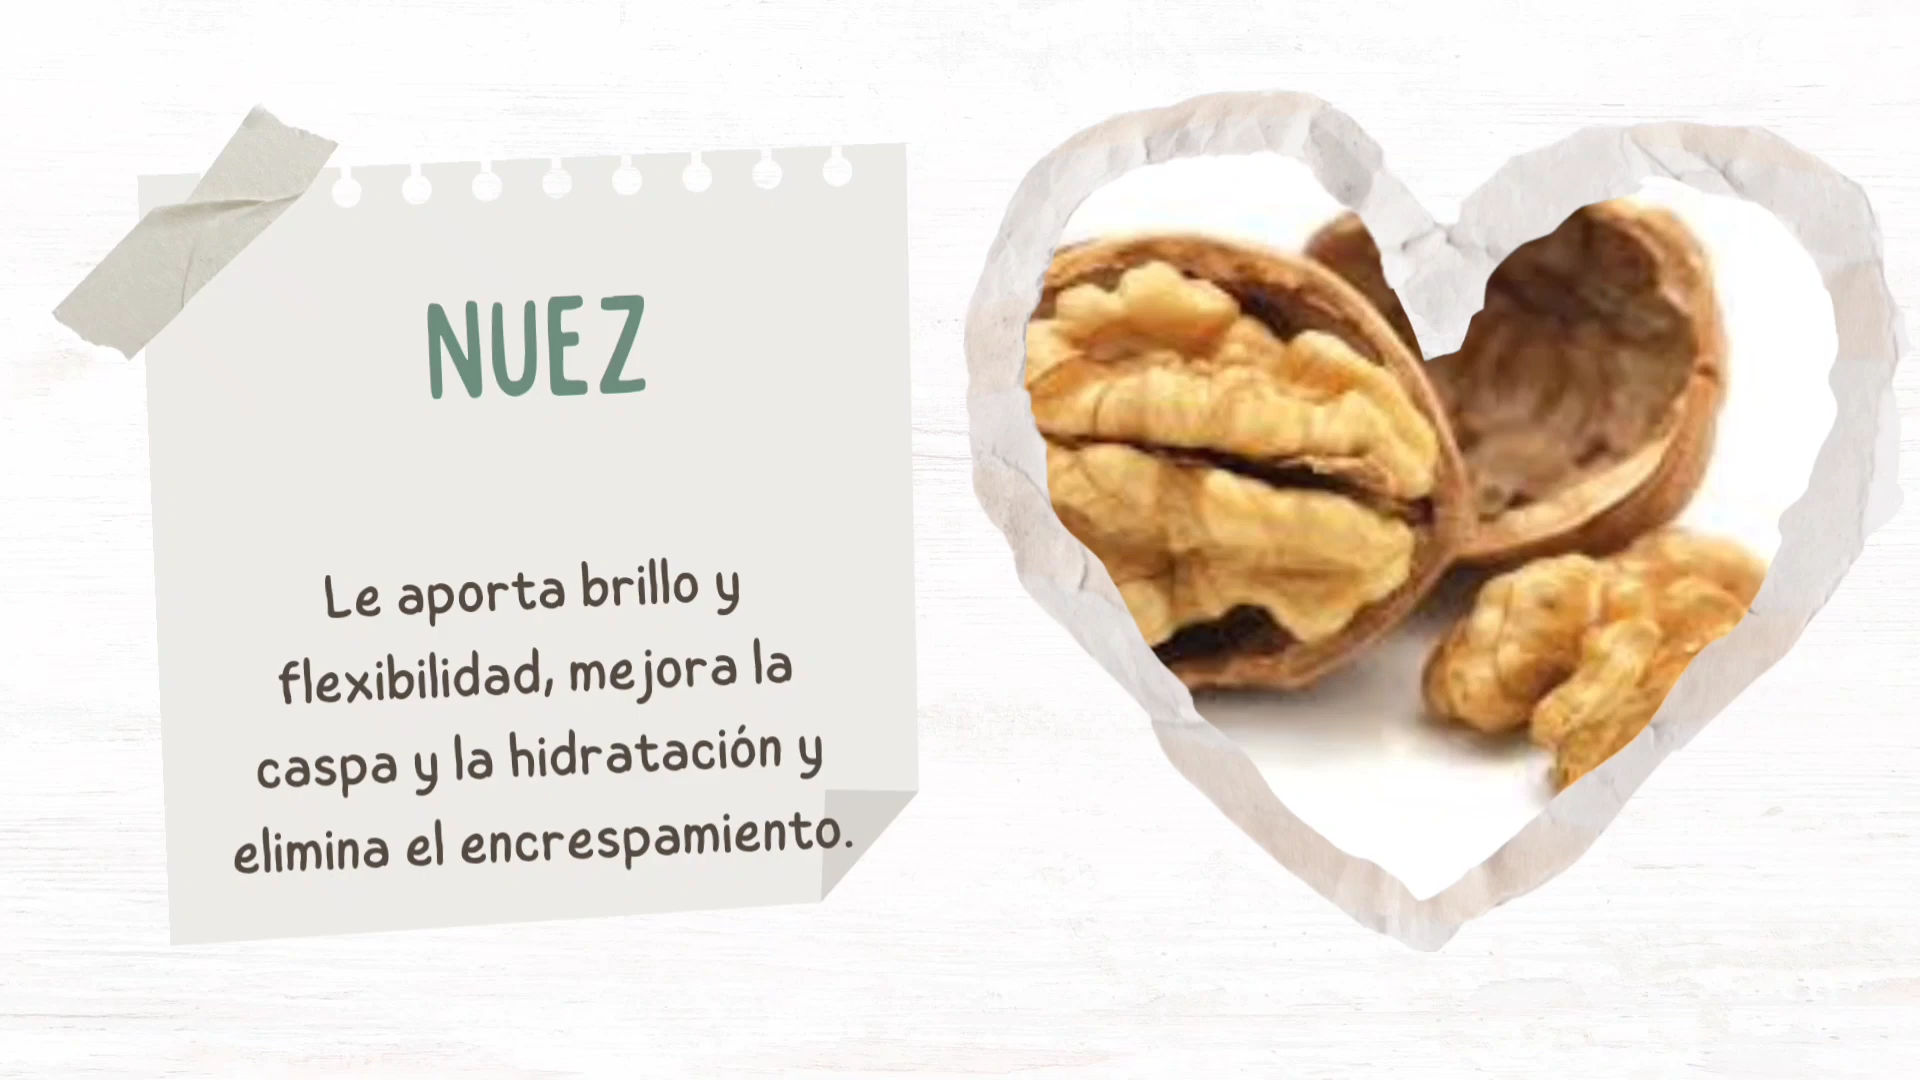 NUEZ
Le aporta brillo y
flexibilidad, mejora la
caspa y la hidratación y
elimina el encrespamiento.